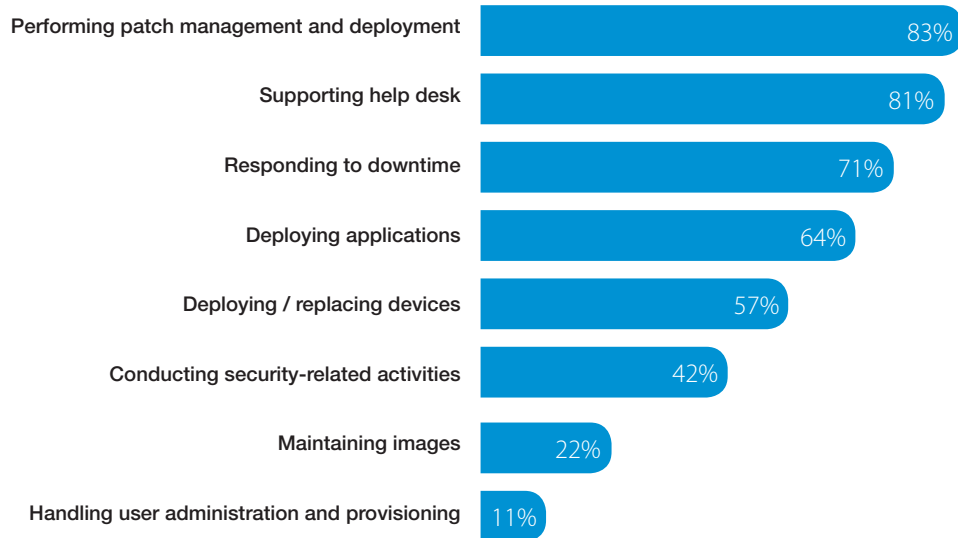 Performing patch management and deployment 83%
Supporting help desk 81%
Responding to downtime 71%
Deploying applications 64%
Deploying / replacing devices 57%
Conducting security-related activities 42%
Maintaining images 22%
Handling user administration and provisioning 11%